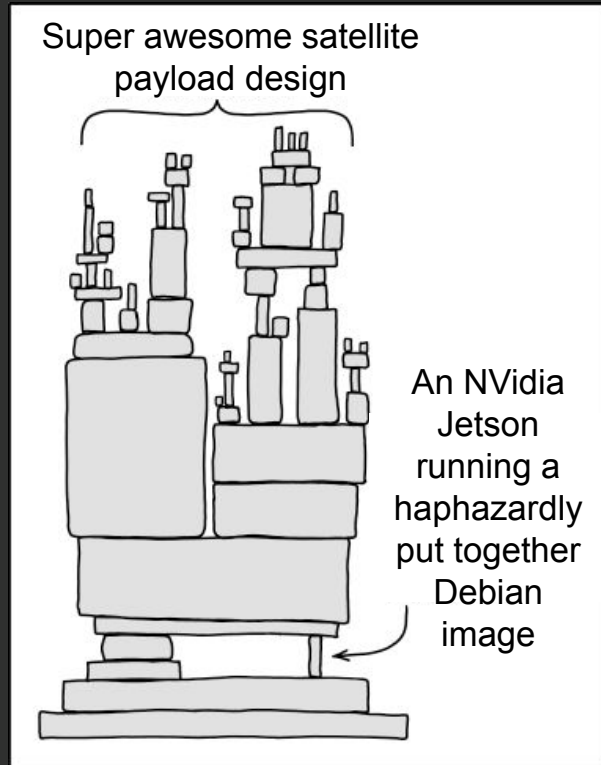 Super awesome satellite
payload design
An NVidia
Jetson
running a
haphazardly
put together
Debian
image